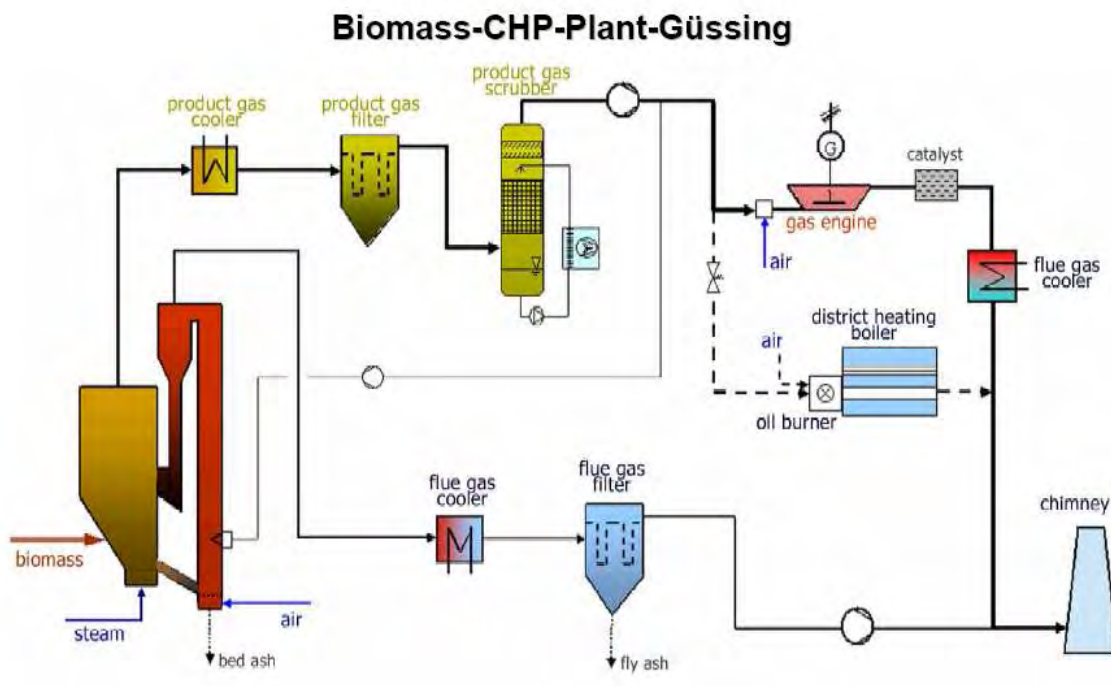 Biomass-CHP-Plant-Güssing
product gas
cooler
product gas
filter
product gas
scrubber
G
catalyst
gas engine
air
flue gas
cooler
district heating
boiler
air
oil burner
flue gas
cooler
flue gas
filter
chimney
biomass
steam
air
bed ash
fly ash